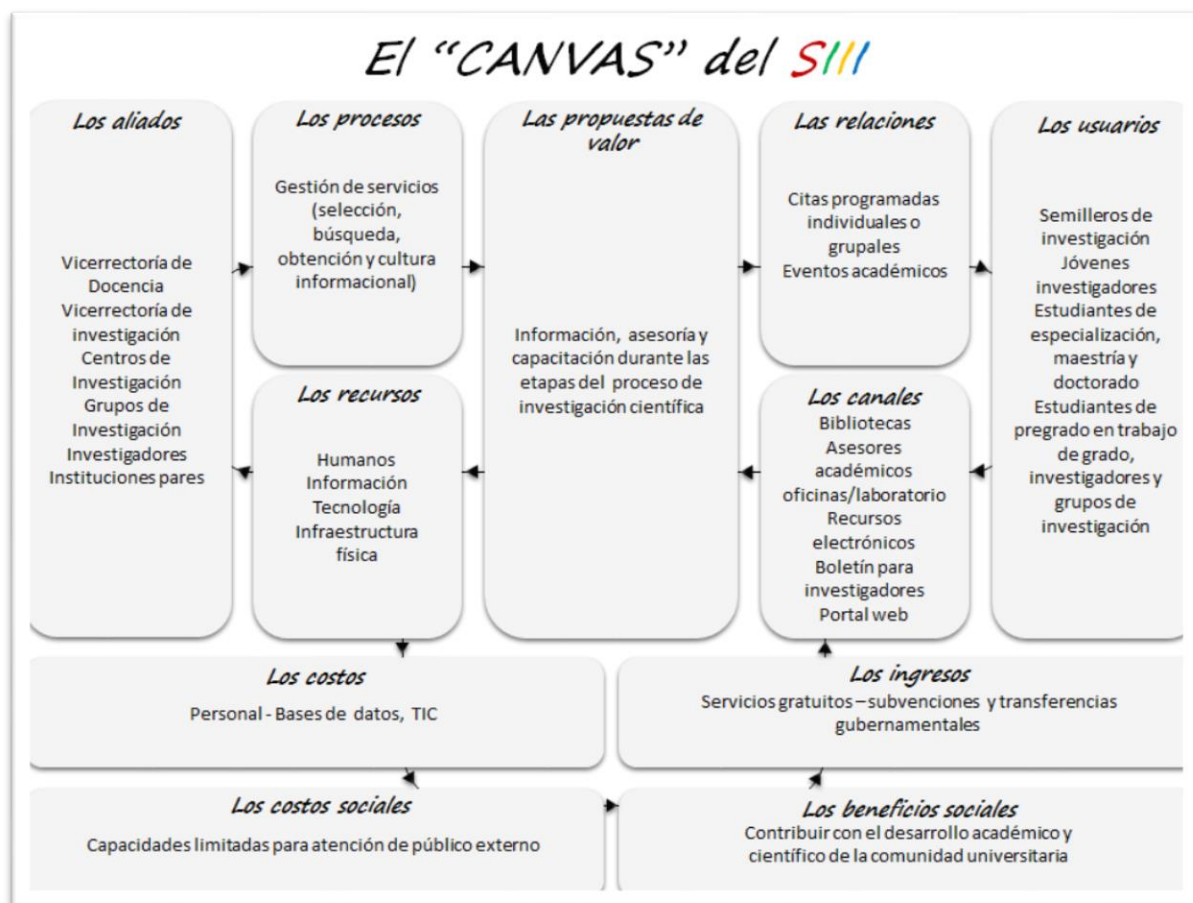 El “CANVAS” del SIII
Los aliados
Vicerrectoría de
Docencia
Vicerrectoría de
investigación
Centros de
Investigación
Grupos de
Investigación
Investigadores
Instituciones pares
Los procesos
Gestión de servicios
(selección,
búsqueda,
obtención y cultura
informacional)
Los recursos
Humanos
Información
Tecnología
Infraestructura
física
Las propuestas de
valor
Información, asesoría y
capacitación durante las
etapas del proceso de
investigación científica
Las relaciones
Citas programadas
individuales o
grupales
Eventos académicos
Los canales
Bibliotecas
Asesores
académicos
oficinas/laboratorio
Recursos
electrónicos
Boletín para
investigadores
Portal web
Los usuarios
Semilleros de
investigación
Jóvenes
investigadores
Estudiantes de
especialización,
maestría y
doctorado
Estudiantes de
pregrado en trabajo
de grado,
investigadores y
grupos de
investigación
Los costos
Personal - Bases de datos, TIC
Los ingresos
Servicios gratuitos – subvenciones y transferencias
gubernamentales
Los costos sociales
Capacidades limitadas para atención de público externo
Los beneficios sociales
Contribuir con el desarrollo académico y
científico de la comunidad universitaria